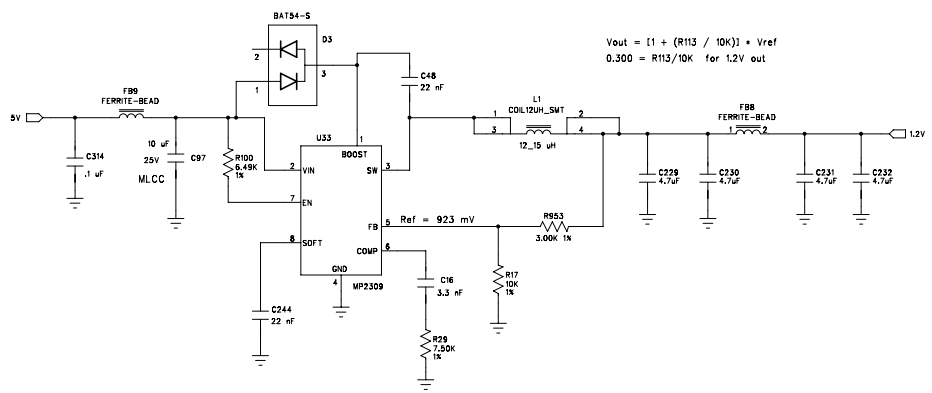 BAT54-S
D3
2
3
1
Vout = [1 + (R113 / 10K)] * Vref
0.300 = R113/10K for 1.2V out
C48
22 nF
FB9
FERRITE-BEAD
5V
L1
COIL12UH_SMT
1
3
2
4
12_15 uH
FB8
FERRITE-BEAD
1
2
1.2V
C314
.1 uF
10 uF
25V
MLCC
C97
R100
6.49K
1%
U33
1
BOOST
2
VIN
3
SW
7
EN
8
SOFT
5
FB
6
COMP
GND
4
MP2309
Ref = 923 mV
R953
3.00K 1%
C229
4.7uF
C230
4.7uF
C231
4.7uF
C232
4.7uF
R17
10K
1%
C16
3.3 nF
C244
22 nF
R29
7.50K
1%